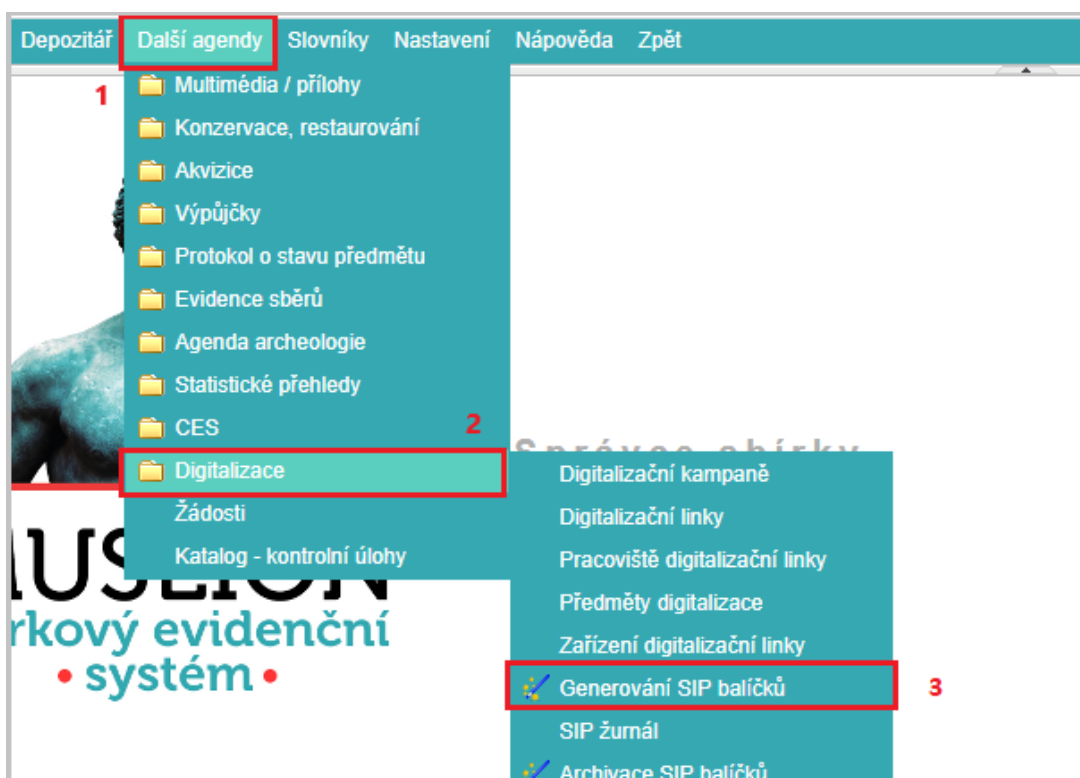 Depozitář Další agendy Slovníky Nastavení Nápověda Zpět
1
Multimédia / přílohy
Konzervace, restaurování
Akvizice
Výpůjčky
Protokol o stavu předmětu
Evidence sběrů
Agenda archeologie
Statistické přehledy
CES
2
Správce sbírky
Digitalizace
Žádosti
Katalog - kontrolní úlohy
Digitalizační kampaně
Digitalizační linky
Pracoviště digitalizační linky
Předměty digitalizace
Zařízení digitalizační linky
Generování SIP balíčků
3
SIP žurnál
Archivace SIP balíčků
rkový evidenční
• systém •